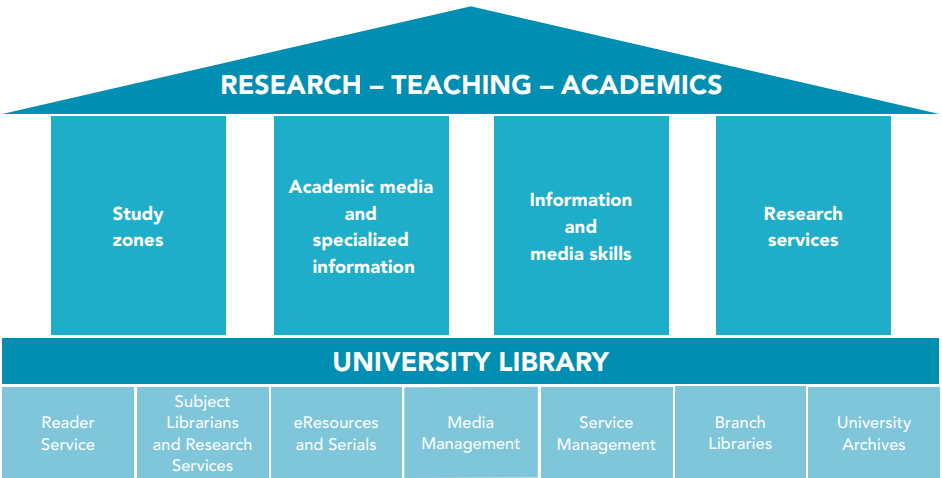 RESEARCH – TEACHING – ACADEMICS
Study
zones
Academic media
and
specialized
information
Information
and
media skills
Research
services
UNIVERSITY LIBRARY
Reader
Service
Subject
Librarians
and Research
Services
eResources
and Serials
Media
Management
Service
Management
Branch
Libraries
University
Archives